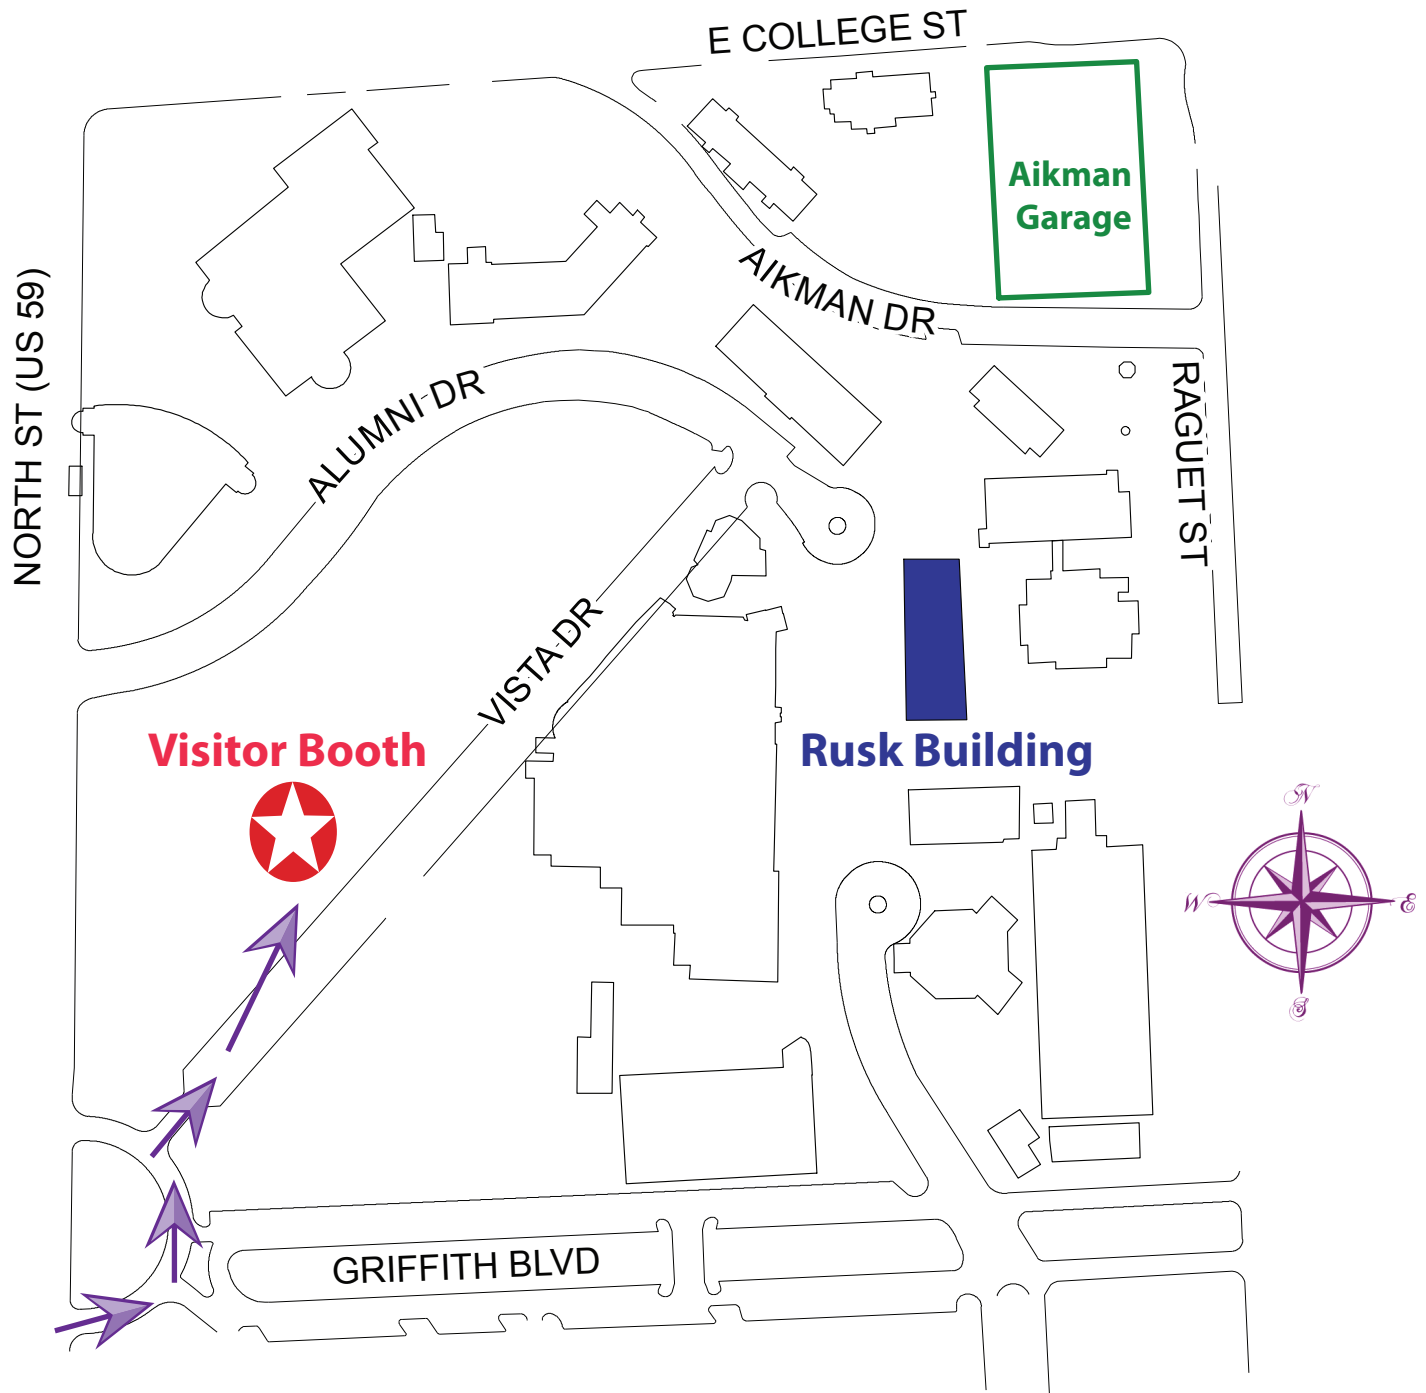 E COLLEGE ST
Aikman
Garage
AIKMAN DR
NORTH ST (US 59)
ALUMNI DR
RAGUET ST
VISTA DR
Visitor Booth
Rusk Building
N
W
E
S
GRIFFITH BLVD